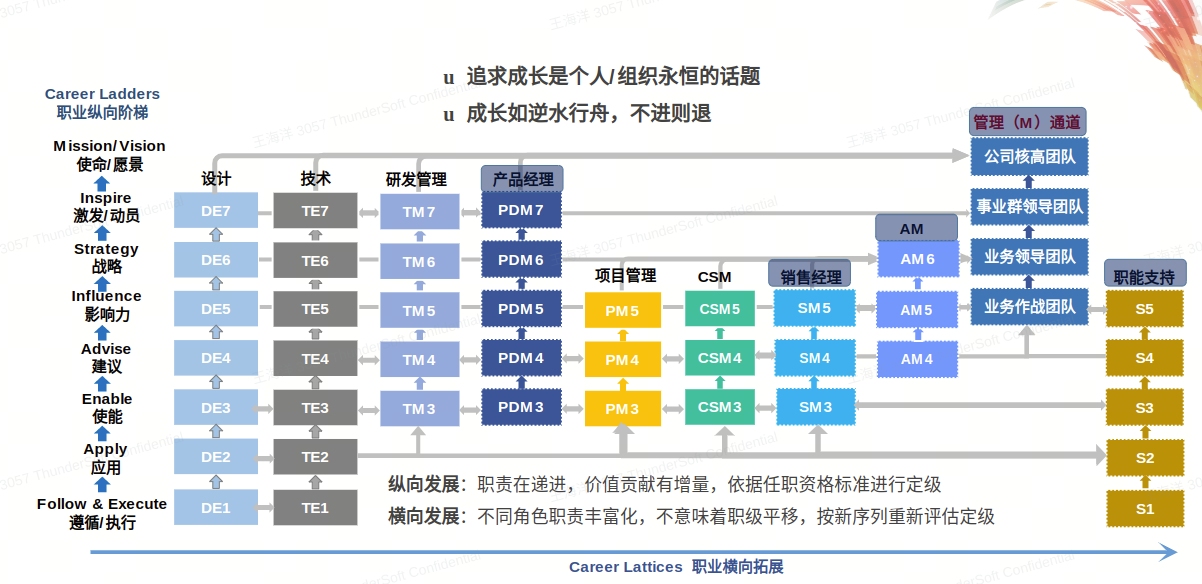 u 追求成长是个人/组织永恒的话题
u 成长如逆水行舟，不进则退
Career Ladders
职业纵向阶梯
管理（M）通道
Mission/Vision
使命/愿景
公司核高团队
设计 技术 研发管理 产品经理
Inspire
激发/动员
DE7 TE7 TM7 PDM7 事业群领导团队
AM
Strategy
战略
DE6 TE6 TM6 PDM6 AM6 业务领导团队
项目管理 CSM 销售经理 职能支持
Influence
影响力
DE5 TE5 TM5 PDM5 PM5 CSM5 SM5 AM5 业务作战团队 S5
Advise
建议
DE4 TE4 TM4 PDM4 PM4 CSM4 SM4 AM4 S4
Enable
使能
DE3 TE3 TM3 PDM3 PM3 CSM3 SM3 S3
Apply
应用
DE2 TE2 S2
纵向发展：职责在递进，价值贡献有增量，依据任职资格标准进行定级
Follow & Execute
遵循/执行
DE1 TE1 S1
横向发展：不同角色职责丰富化，不意味着职级平移，按新序列重新评估定级
Career Lattices 职业横向拓展
王海洋 3057 ThunderSoft Confidential